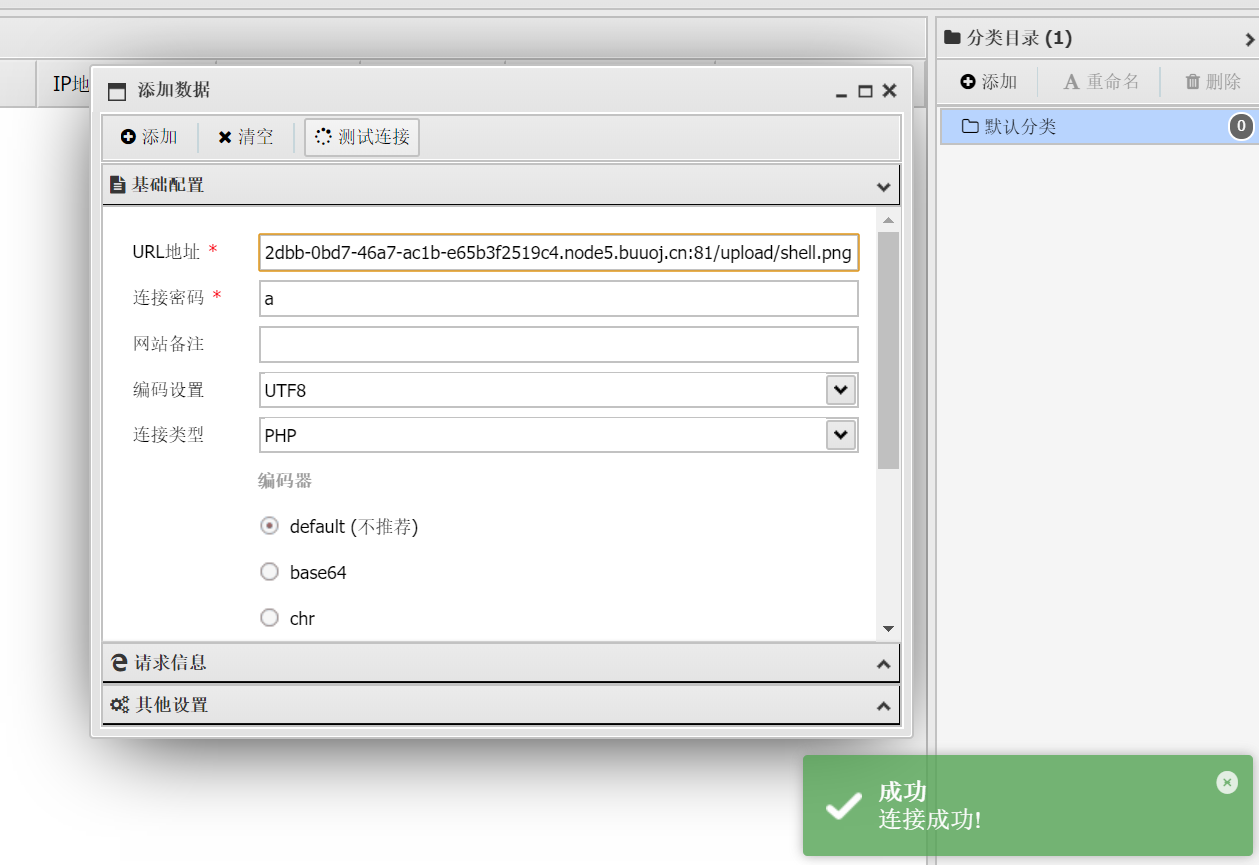 分类目录 (1)
添加 A 重命名 删除
默认分类 0
IP地
添加数据
添加 清空 测试连接
基础配置
URL地址 * 2dbb-0bd7-46a7-ac1b-e65b3f2519c4.node5.buuoj.cn:81/upload/shell.png
连接密码 * a
网站备注
编码设置 UTF8
连接类型 PHP
编码器
default (不推荐)
base64
chr
请求信息
其他设置
成功
连接成功!